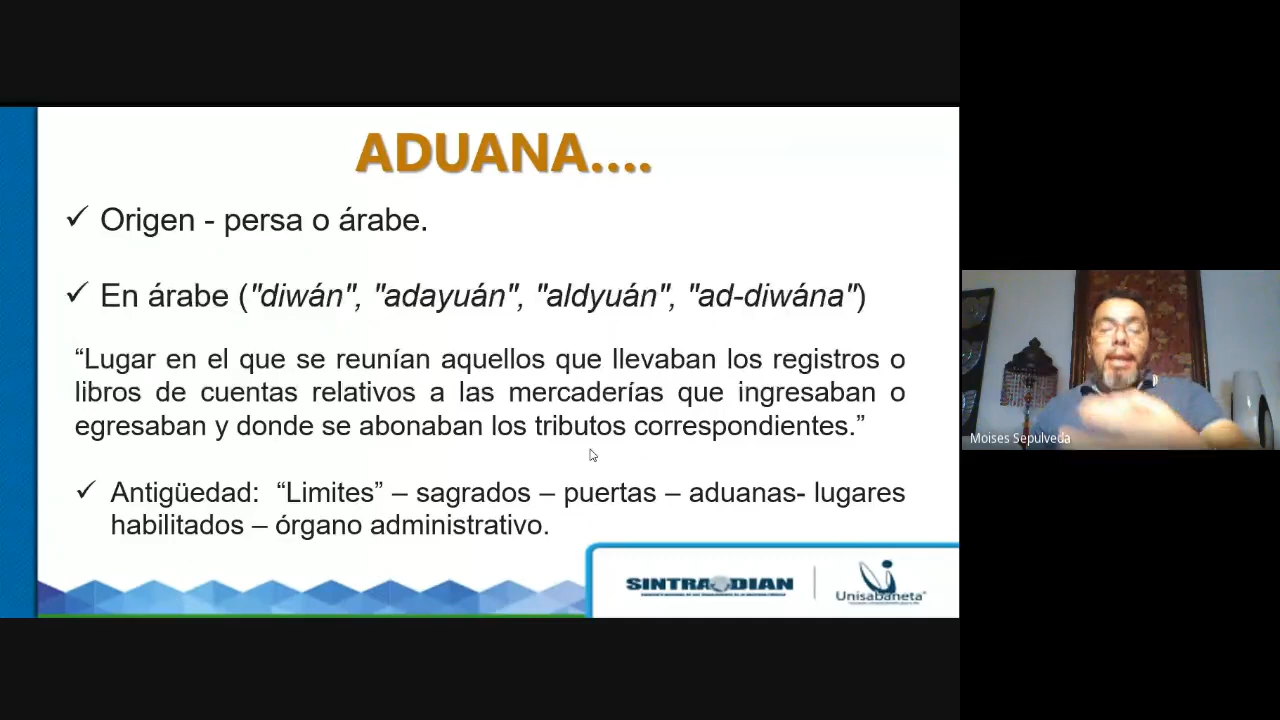 ADUANA....
✓ Origen - persa o árabe.
✓ En árabe ("diwán", "adayuán", "aldyuán", "ad-diwána")
“Lugar en el que se reunían aquellos que llevaban los registros o
libros de cuentas relativos a las mercaderías que ingresaban o
egresaban y donde se abonaban los tributos correspondientes.”
✓ Antigüedad: “Limites” – sagrados – puertas – aduanas- lugares
habilitados – órgano administrativo.
SINTRADIAN
Unisabaneta
Moises Sepulveda